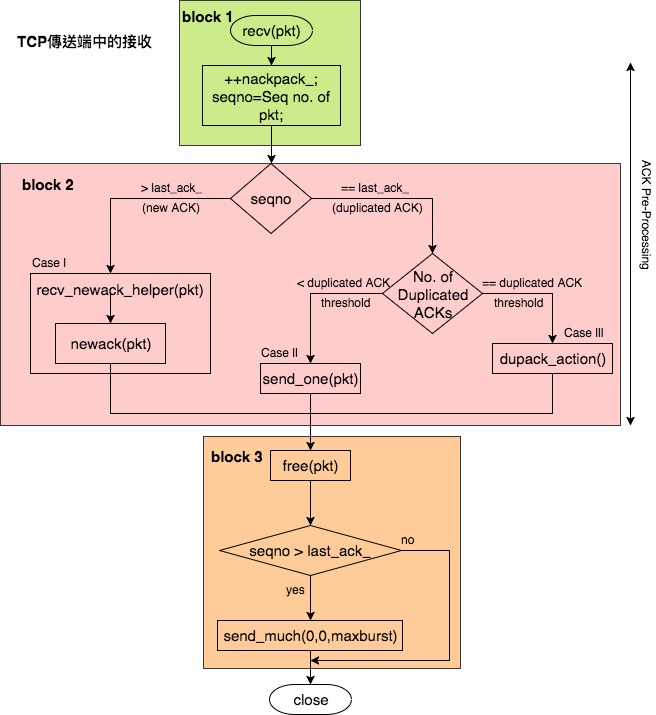 block 1
recv(pkt)
TCP傳送端中的接收
++nackpack_;
seqno=Seq no. of
pkt;
block 2
> last_ack_
(new ACK)
seqno
== last_ack_
(duplicated ACK)
Case I
recv_newack_helper(pkt)
newack(pkt)
< duplicated ACK
threshold
No. of
Duplicated
ACKs
== duplicated ACK
threshold
Case II
send_one(pkt)
Case III
dupack_action()
ACK Pre-Processing
block 3
free(pkt)
seqno > last_ack_
no
yes
send_much(0,0,maxburst)
close